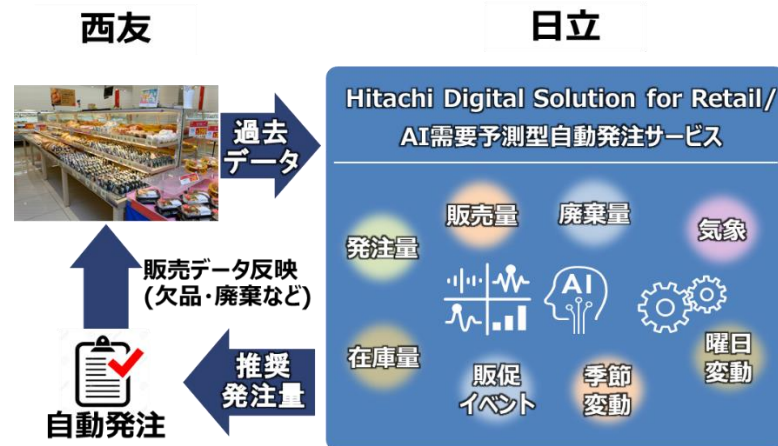 西友
日立
過去
データ
Hitachi Digital Solution for Retail/
AI需要予測型自動発注サービス
販売量
廃棄量
発注量
気象
AI
在庫量
販促
イベント
季節
変動
曜日
変動
販売データ反映
(欠品・廃棄など)
推奨
発注量
自動発注